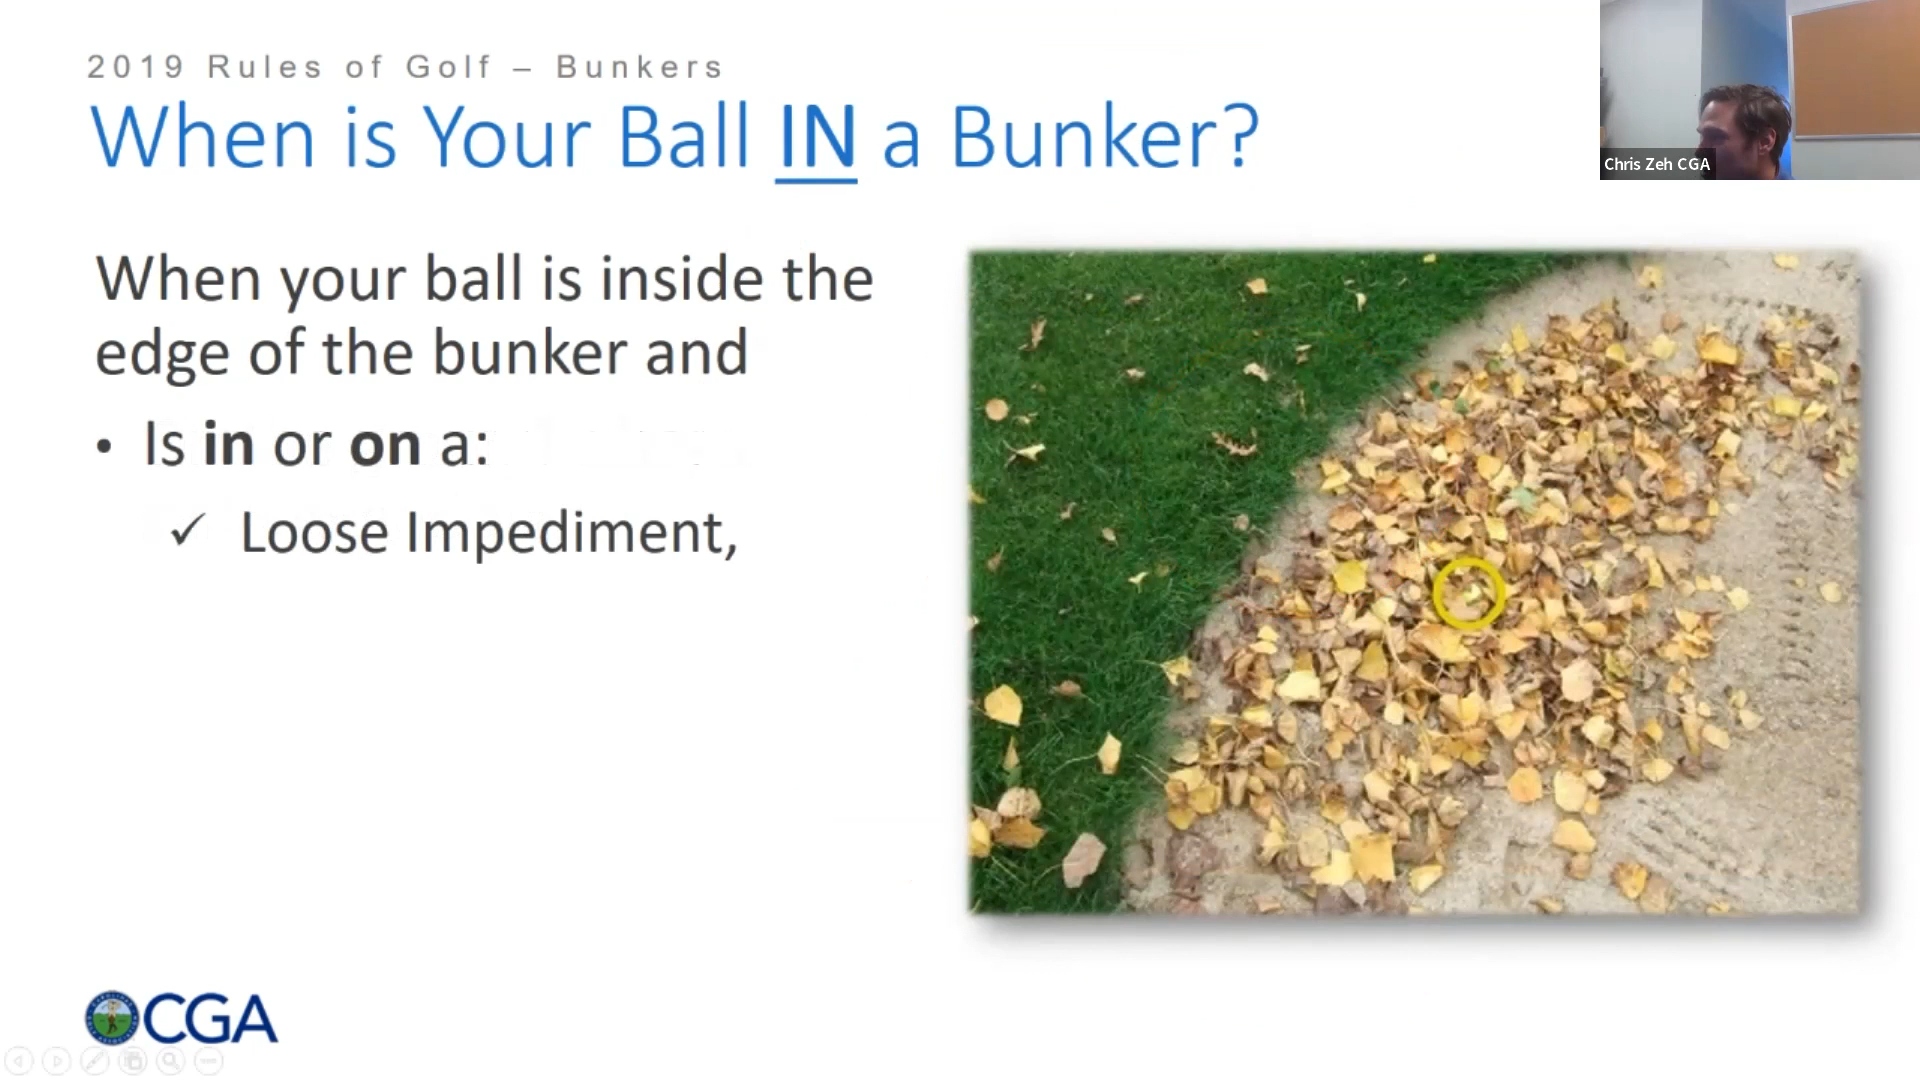 2019 Rules of Golf – Bunkers
When is Your Ball IN a Bunker?
Chris Zeh CGA
When your ball is inside the
edge of the bunker and
• Is in or on a:
✓ Loose Impediment,
CGA